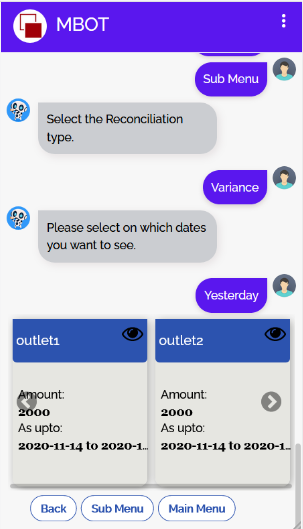 MBOT
Sub Menu
Select the Reconciliation
type.
Variance
Please select on which dates
you want to see.
Yesterday
outlet1
Amount:
2000
As upto:
2020-11-14 to 2020-1...
outlet2
Amount:
2000
As upto:
2020-11-14 to 2020-1...
Back
Sub Menu
Main Menu